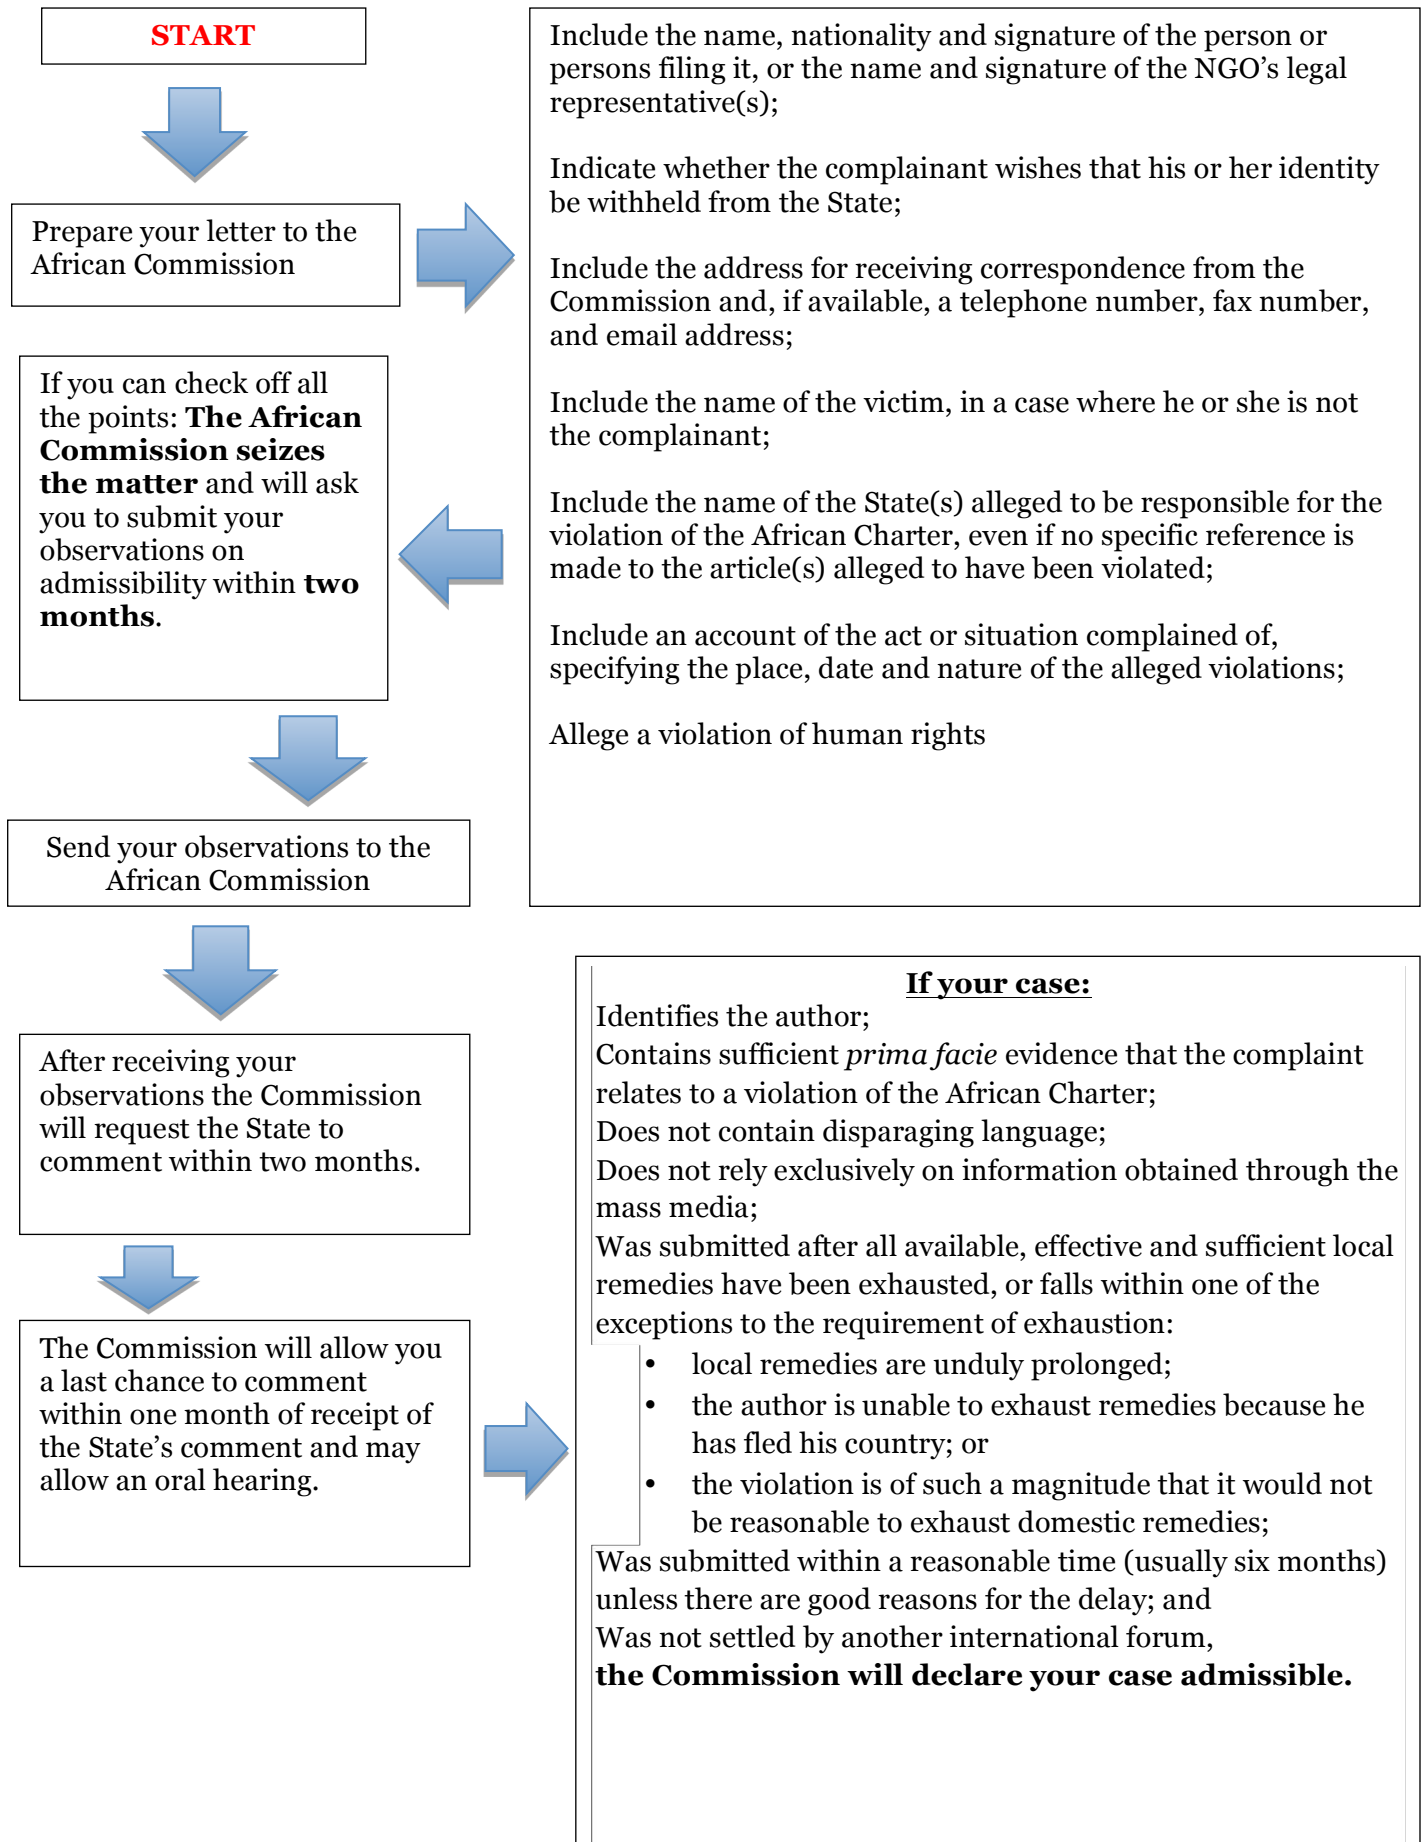 START
Prepare your letter to the
African Commission
Include the name, nationality and signature of the person or
persons filing it, or the name and signature of the NGO’s legal
representative(s);
Indicate whether the complainant wishes that his or her identity
be withheld from the State;
Include the address for receiving correspondence from the
Commission and, if available, a telephone number, fax number,
and email address;
Include the name of the victim, in a case where he or she is not
the complainant;
Include the name of the State(s) alleged to be responsible for the
violation of the African Charter, even if no specific reference is
made to the article(s) alleged to have been violated;
Include an account of the act or situation complained of,
specifying the place, date and nature of the alleged violations;
Allege a violation of human rights
If you can check off all
the points: The African
Commission seizes
the matter and will ask
you to submit your
observations on
admissibility within two
months.
Send your observations to the
African Commission
After receiving your
observations the Commission
will request the State to
comment within two months.
The Commission will allow you
a last chance to comment
within one month of receipt of
the State’s comment and may
allow an oral hearing.
If your case:
Identifies the author;
Contains sufficient prima facie evidence that the complaint
relates to a violation of the African Charter;
Does not contain disparaging language;
Does not rely exclusively on information obtained through the
mass media;
Was submitted after all available, effective and sufficient local
remedies have been exhausted, or falls within one of the
exceptions to the requirement of exhaustion:
• local remedies are unduly prolonged;
• the author is unable to exhaust remedies because he
has fled his country; or
• the violation is of such a magnitude that it would not
be reasonable to exhaust domestic remedies;
Was submitted within a reasonable time (usually six months)
unless there are good reasons for the delay; and
Was not settled by another international forum,
the Commission will declare your case admissible.